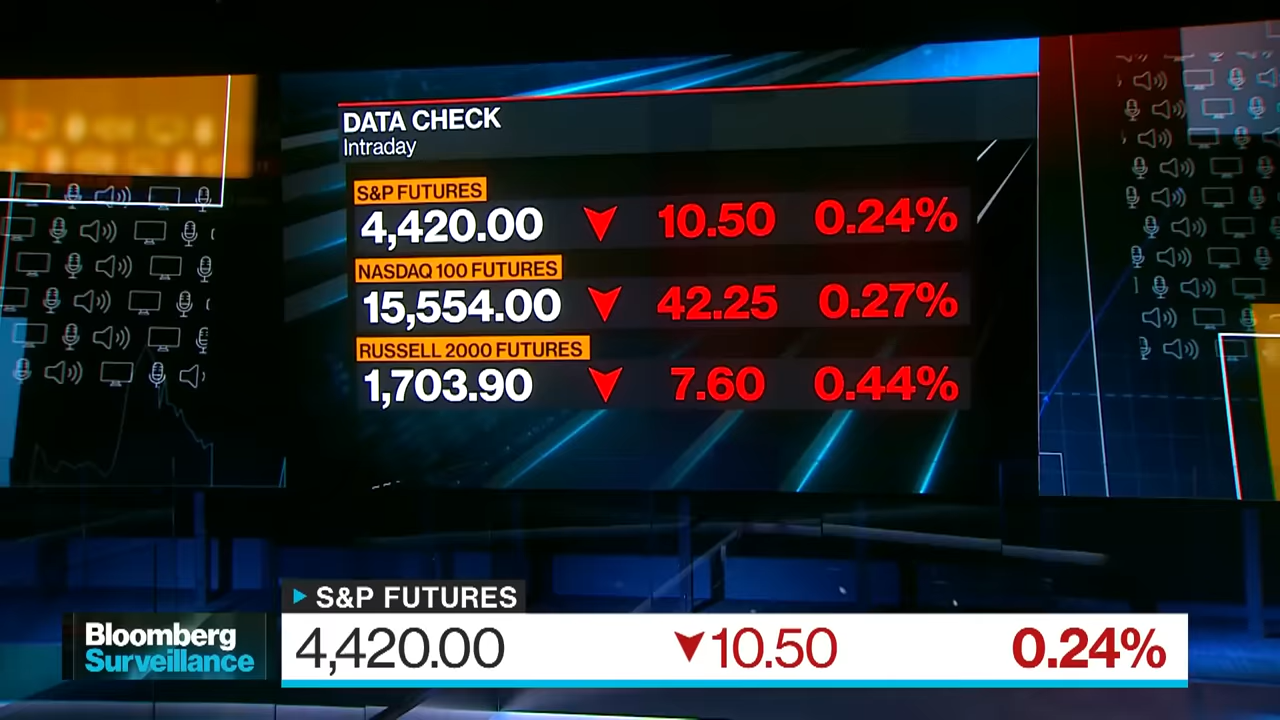 DATA CHECK
Intraday
S&P FUTURES
4,420.00 ▼ 10.50 0.24%
NASDAQ 100 FUTURES
15,554.00 ▼ 42.25 0.27%
RUSSELL 2000 FUTURES
1,703.90 ▼ 7.60 0.44%
S&P FUTURES
Bloomberg
Surveillance
4,420.00 ▼10.50 0.24%